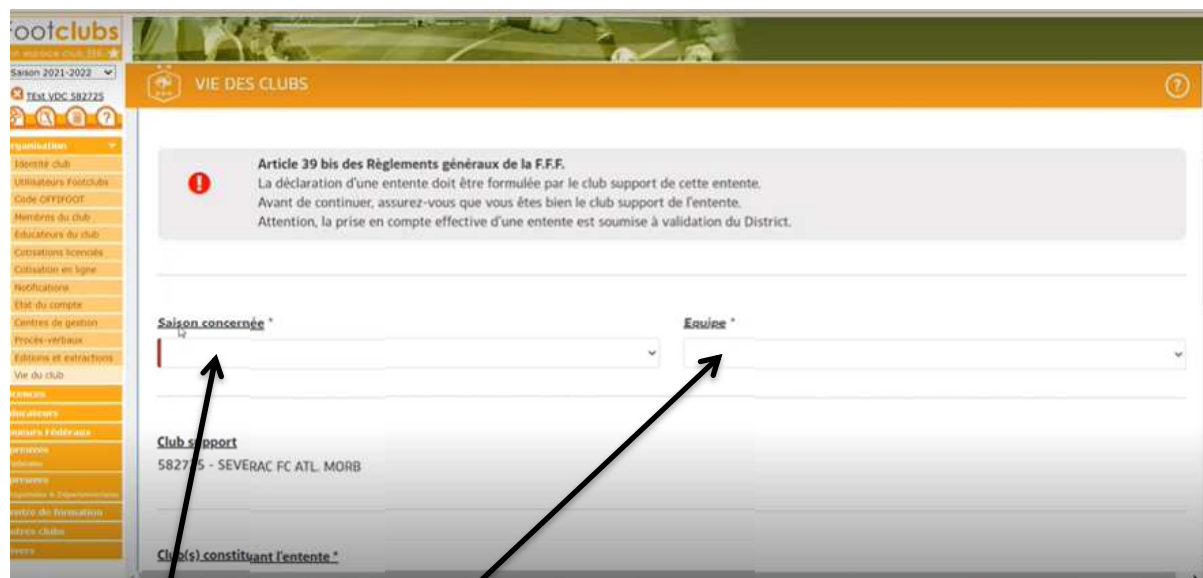 ootclubs
Saison 2021-2022
TEst VDC 582725
Organisation
Identité club
Utilisateurs Footclubs
Code OFFIFOOT
Membres du club
Educateurs du club
Cotisations licenciés
Cotisation en ligne
Notifications
Etat du compte
Centres de gestion
Procès-verbaux
Editions et extractions
Vie du club
VIE DES CLUBS
?
Article 39 bis des Règlements généraux de la F.F.F.
La déclaration d'une entente doit être formulée par le club support de cette entente.
Avant de continuer, assurez-vous que vous êtes bien le club support de l'entente.
Attention, la prise en compte effective d'une entente est soumise à validation du District.
Saison concernée * Equipe *
Club support
582725 - SEVERAC FC ATL. MORB
Club(s) constituant l'entente *